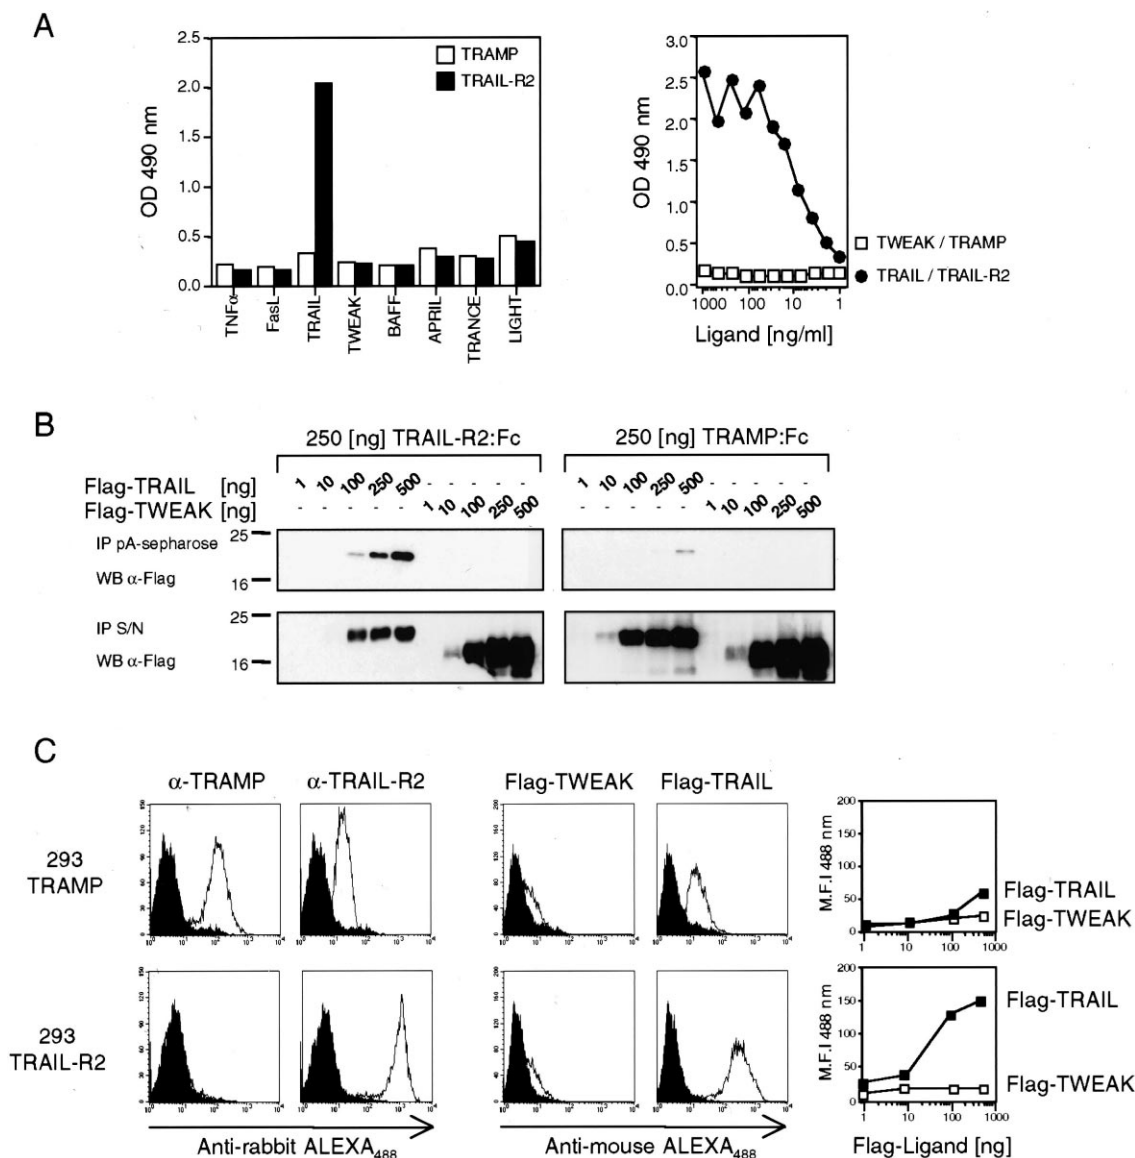 A
2.5
2.0
1.5
1.0
0.5
0.0
OD 490 nm
TRAMP
TRAIL-R2
TNFα
FasL
TRAIL
TWEAK
BAFF
APRIL
TRANCE
LIGHT
3.0
2.5
2.0
1.5
1.0
0.5
0.0
OD 490 nm
1000 100 10 1
Ligand [ng/ml]
TWEAK / TRAMP
TRAIL / TRAIL-R2
B
250 [ng] TRAIL-R2:Fc
250 [ng] TRAMP:Fc
Flag-TRAIL [ng] 1 10 100 250 500 - - - - - 1 10 100 250 500 - - - - -
Flag-TWEAK [ng] - - - - - 1 10 100 250 500 - - - - - 1 10 100 250 500
IP pA-sepharose
WB α-Flag
25
16
IP S/N
WB α-Flag
25
16
C
α-TRAMP
α-TRAIL-R2
Flag-TWEAK
Flag-TRAIL
293
TRAMP
200
150
100
50
0
M.F.I 488 nm
1 10 100 1000
Flag-TRAIL
Flag-TWEAK
293
TRAIL-R2
200
150
100
50
0
M.F.I 488 nm
1 10 100 1000
Flag-TRAIL
Flag-TWEAK
Anti-rabbit ALEXA488
Anti-mouse ALEXA488
Flag-Ligand [ng]